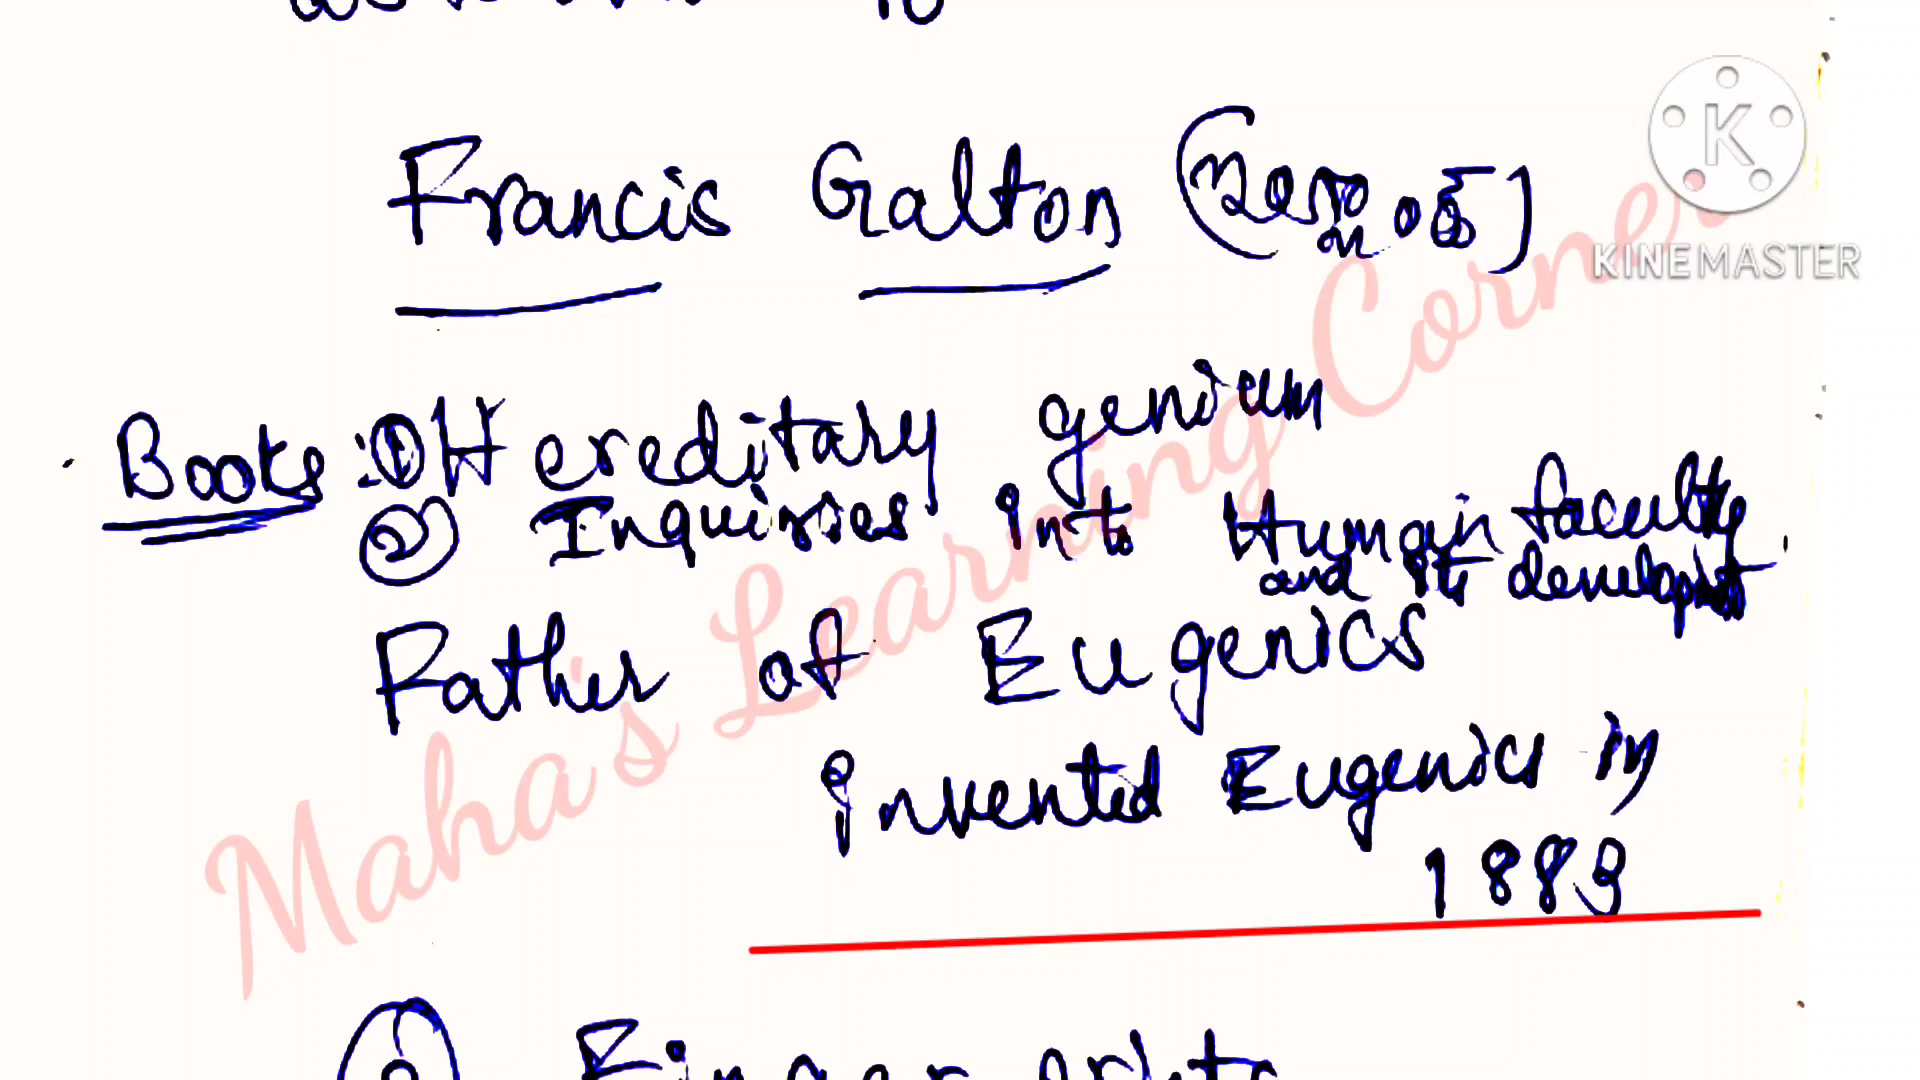 Francis Galton
KINEMASTER
Books: ① Hereditary genium
② Inquiries into Human faculty
and its development
Father of Eugenics
invented Eugenics in
1883
Maha's Learning Corner